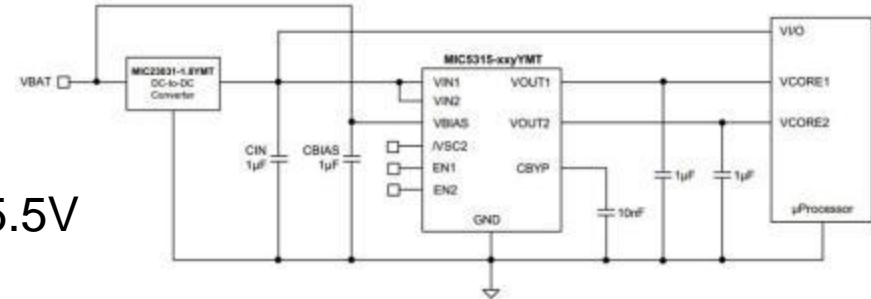 VBAT
MIC23031-1.8YMT
DC-to-DC
Converter
CIN
1µF
CBIAS
1µF
MIC5315-xxyYMT
VIN1
VIN2
VBIAS
/VSC2
EN1
EN2
VOUT1
VOUT2
CBYP
GND
10nF
1µF
1µF
VI/O
VCORE1
VCORE2
µProcessor
5.5V